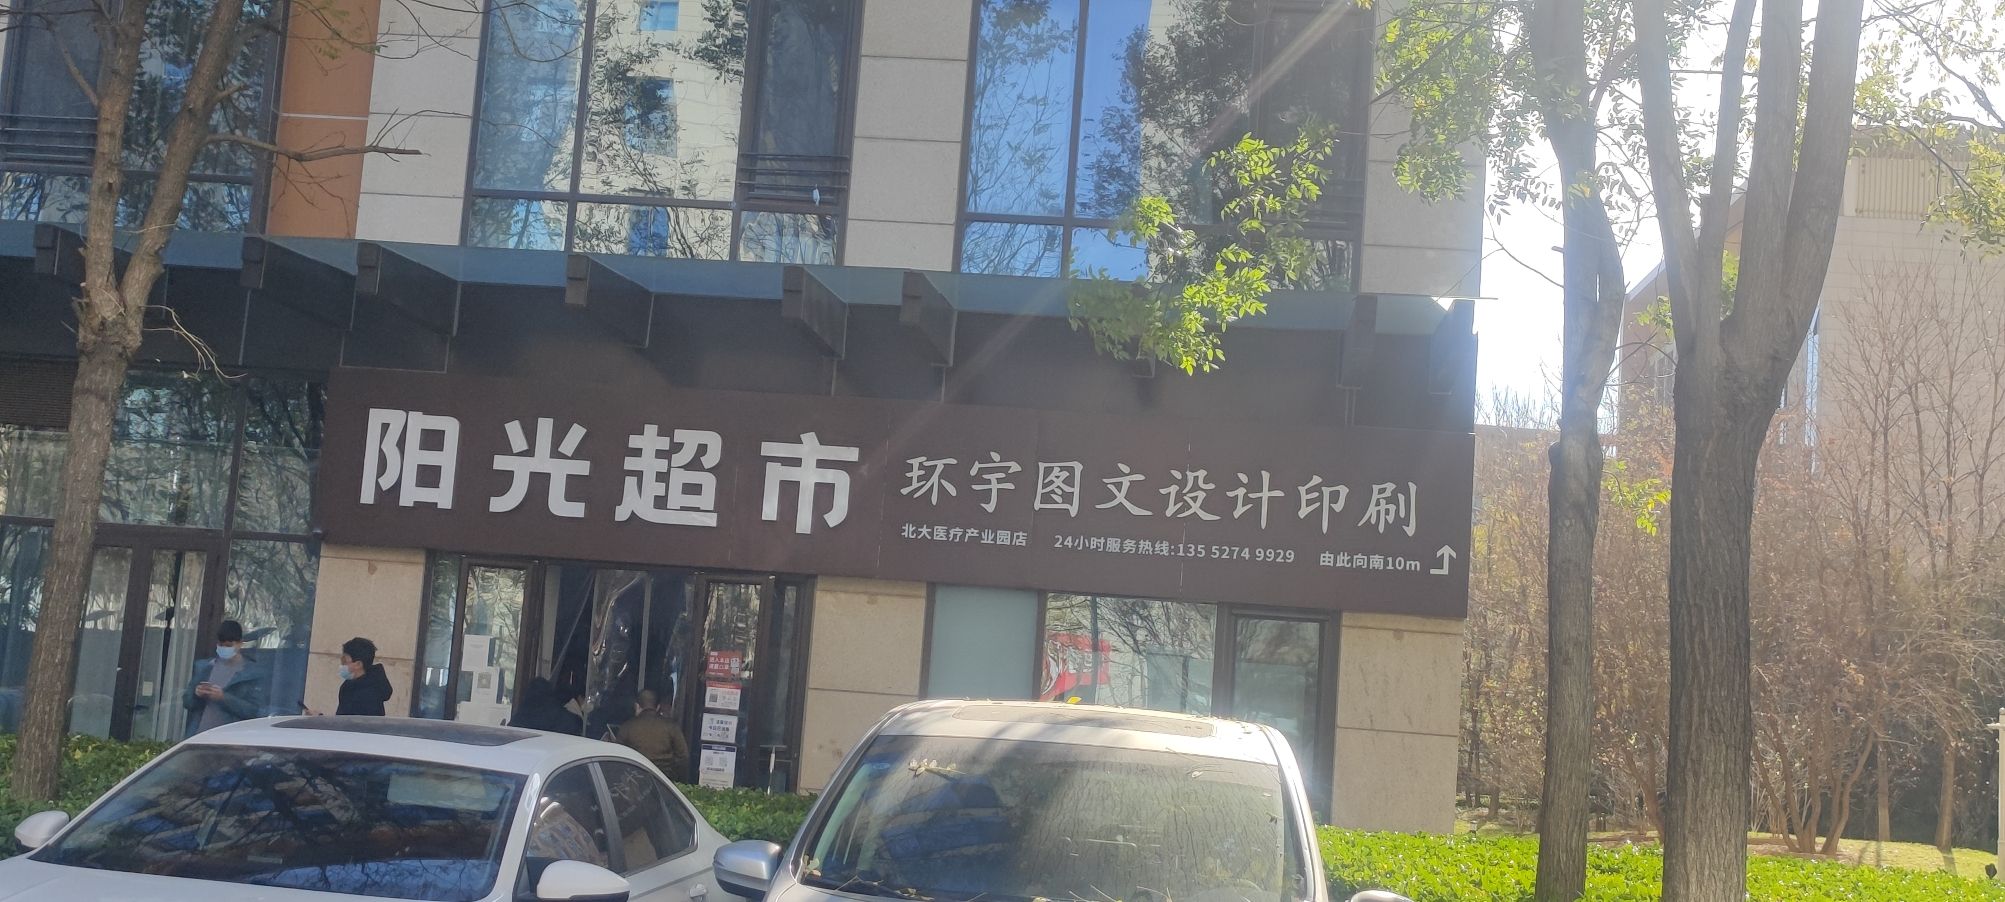 阳光超市
环宇图文设计印刷
北大医疗产业园店 24小时服务热线:135 5274 9929 由此向南10m